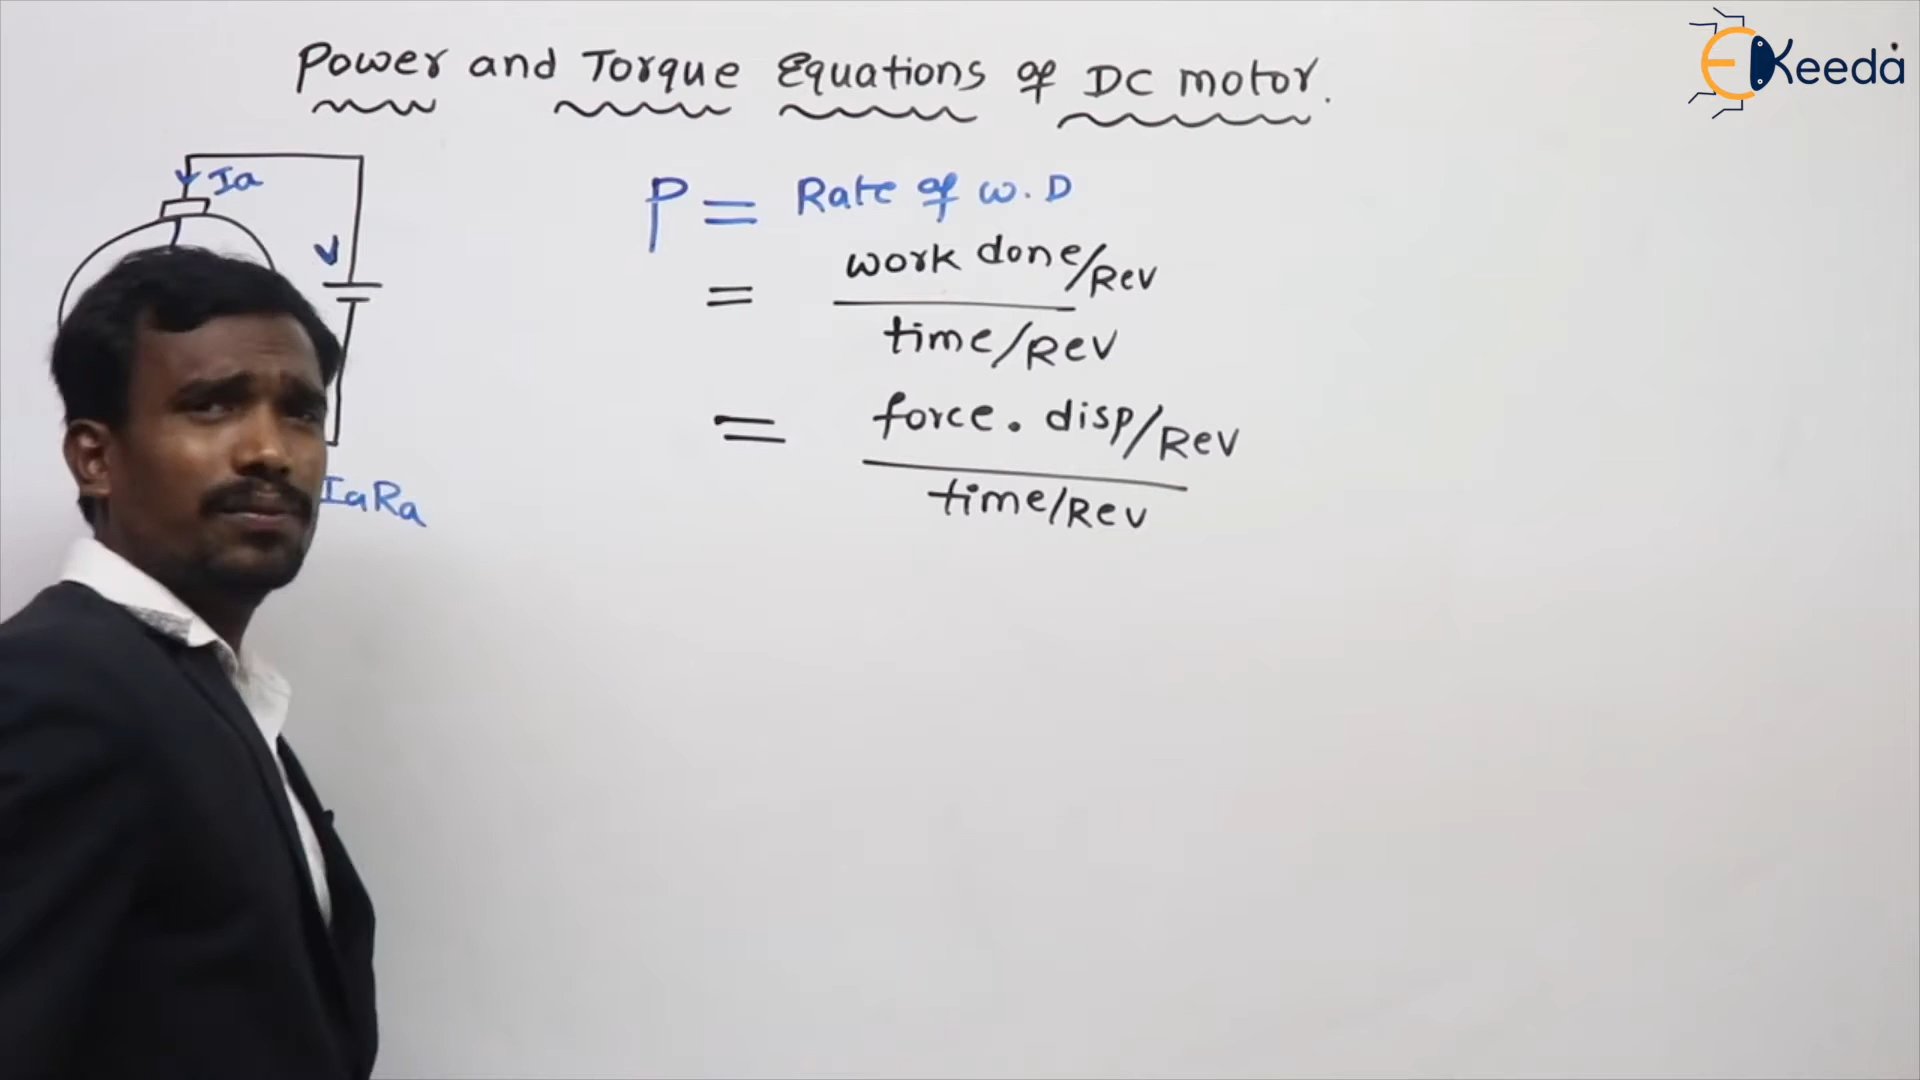 Power and Torque Equations of DC motor.
EKeeda
Ia
V
IaRa
P = Rate of W.D
= work done/Rev
time/Rev
= force . disp/Rev
time/Rev